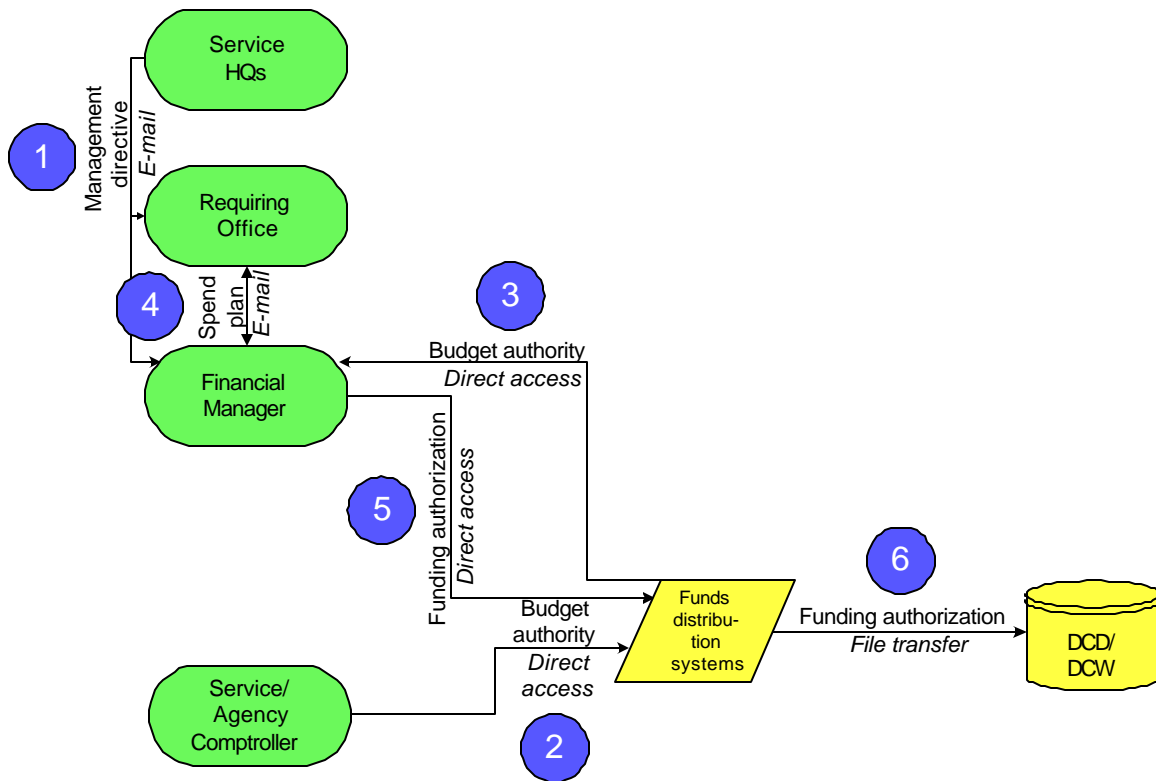 Service
HQs
1
Management
directive
E-mail
Requiring
Office
4
Spend
plan
E-mail
3
Budget authority
Direct access
Financial
Manager
5
Funding authorization
Direct access
6
Funding authorization
File transfer
Funds
distribu-
tion
systems
DCD/
DCW
Budget
authority
Direct
access
Service/
Agency
Comptroller
2